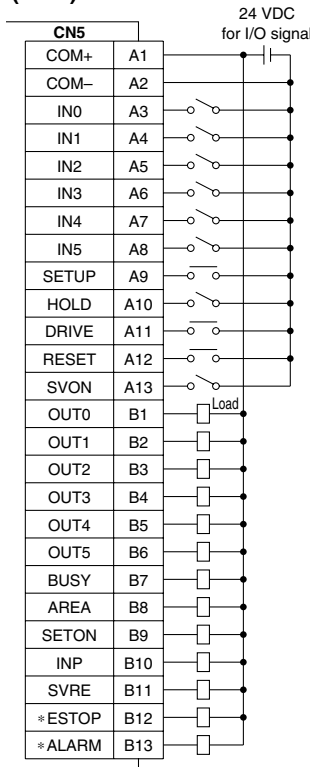 24 VDC
for I/O signal
CN5
COM+ A1
COM– A2
IN0 A3
IN1 A4
IN2 A5
IN3 A6
IN4 A7
IN5 A8
SETUP A9
HOLD A10
DRIVE A11
RESET A12
SVON A13
OUT0 B1 Load
OUT1 B2
OUT2 B3
OUT3 B4
OUT4 B5
OUT5 B6
BUSY B7
AREA B8
SETON B9
INP B10
SVRE B11
∗ESTOP B12
∗ALARM B13